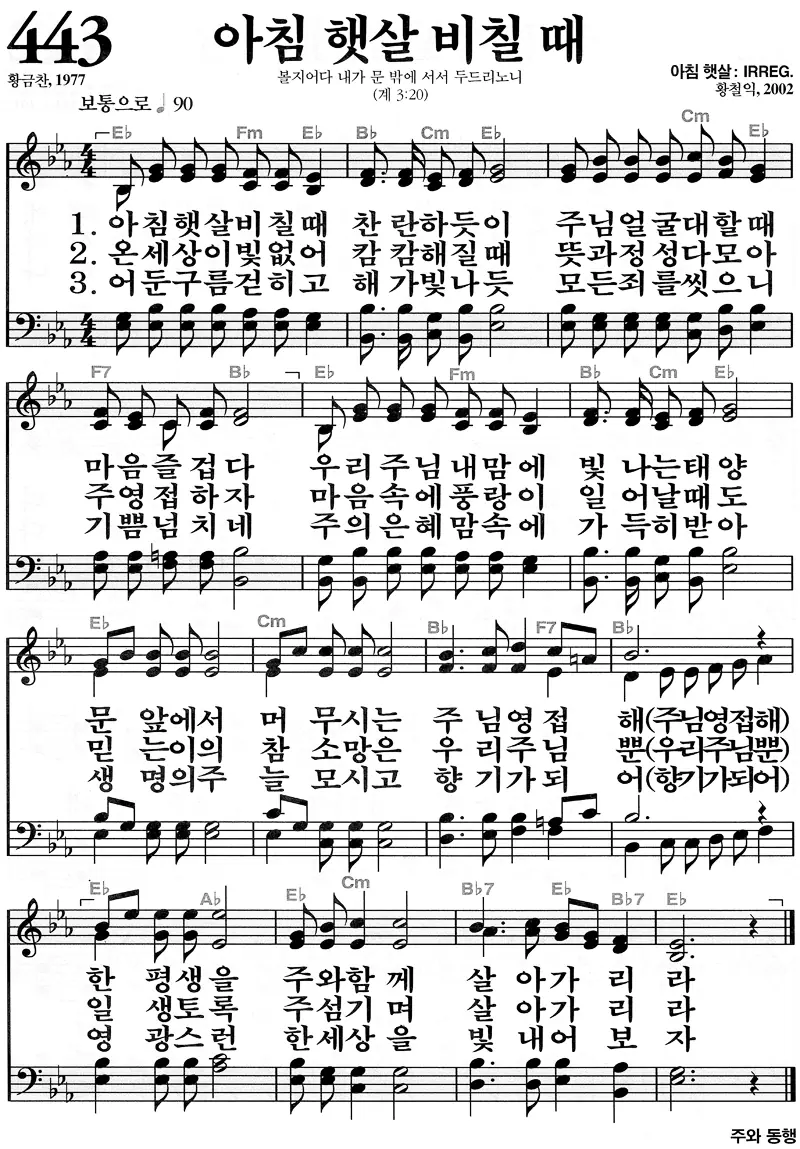 443 아침 햇살 비칠 때
황금찬, 1977
볼지어다 내가 문 밖에 서서 두드리노니
(계 3:20)
아침 햇살 : IRREG.
황철익, 2002
보통으로 ♩ 90
E♭ Fm E♭ B♭ Cm E♭ Cm E♭
4/4
1. 아침햇살비칠때 찬란하듯이 주님얼굴대할때
2. 온세상이빛없어 캄캄해질때 뜻과정성다모아
3. 어둔구름걷히고 해가빛나듯 모든죄를씻으니
4/4
F7 B♭ E♭ Fm B♭ Cm E♭
마음즐겁다 우리주님내맘에 빛나는태양
주영접하자 마음속에풍랑이 일어날때도
기쁨넘치네 주의은혜맘속에 가득히받아
E♭ Cm B♭ F7 B♭
문앞에서 머무시는 주님영접해(주님영접해)
믿는이의 참소망은 우리주님뿐(우리주님뿐)
생명의주 늘모시고 향기가되어(향기가되어)
E♭ A♭ E♭ Cm B♭7 E♭ B♭7 E♭
한평생을 주와함께 살아가리라
일생토록 주섬기며 살아가리라
영광스런 한세상을 빛내어보자
주와 동행